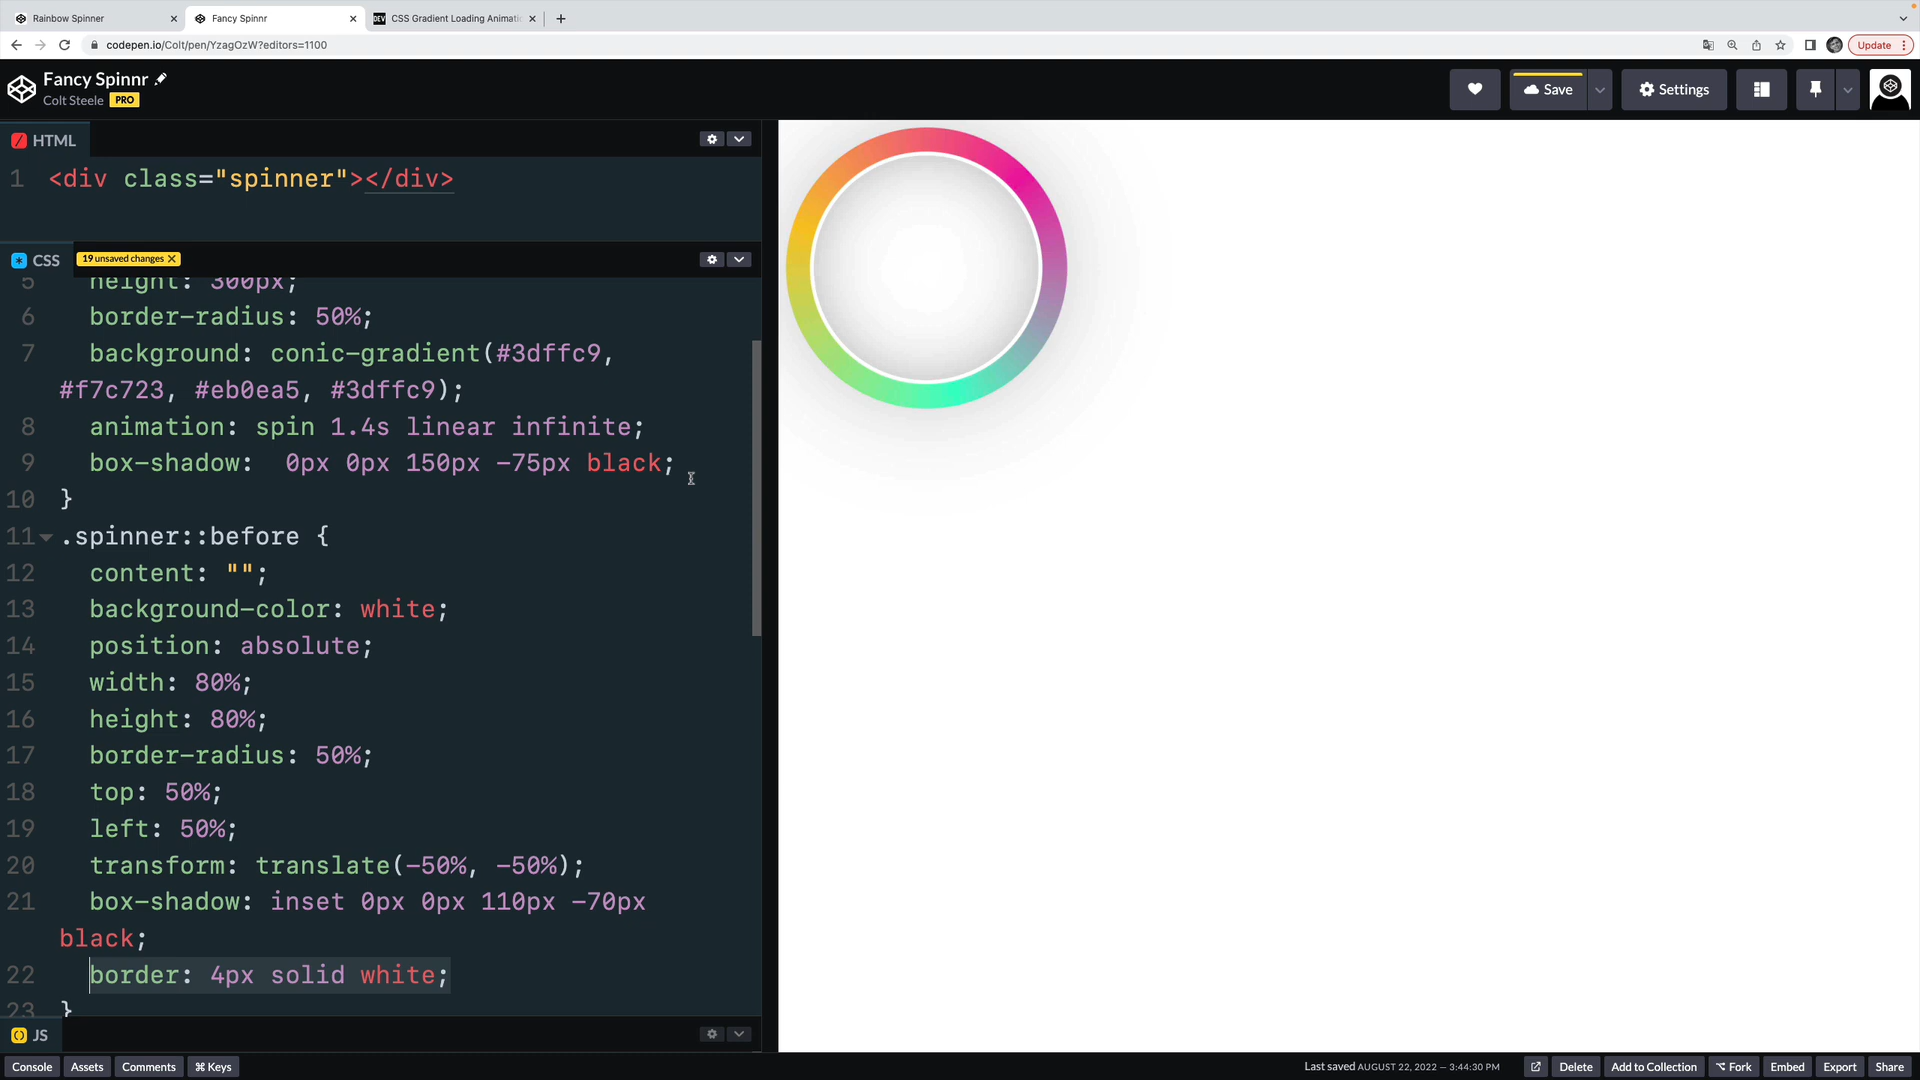 Rainbow Spinner
Fancy Spinnr
DEV CSS Gradient Loading Animati
codepen.io/Colt/pen/YzagOzW?editors=1100
Update
Fancy Spinnr
Colt Steele PRO
Save
Settings
HTML
1 <div class="spinner"></div>
CSS
19 unsaved changes
5 height: 300px;
6 border-radius: 50%;
7 background: conic-gradient(#3dffc9,
#f7c723, #eb0ea5, #3dffc9);
8 animation: spin 1.4s linear infinite;
9 box-shadow:  0px 0px 150px -75px black;
10 }
11 .spinner::before {
12 content: "";
13 background-color: white;
14 position: absolute;
15 width: 80%;
16 height: 80%;
17 border-radius: 50%;
18 top: 50%;
19 left: 50%;
20 transform: translate(-50%, -50%);
21 box-shadow: inset 0px 0px 110px -70px
black;
22 border: 4px solid white;
23 }
JS
Console Assets Comments ⌘ Keys Last saved AUGUST 22, 2022 — 3:44:30 PM Delete Add to Collection Fork Embed Export Share